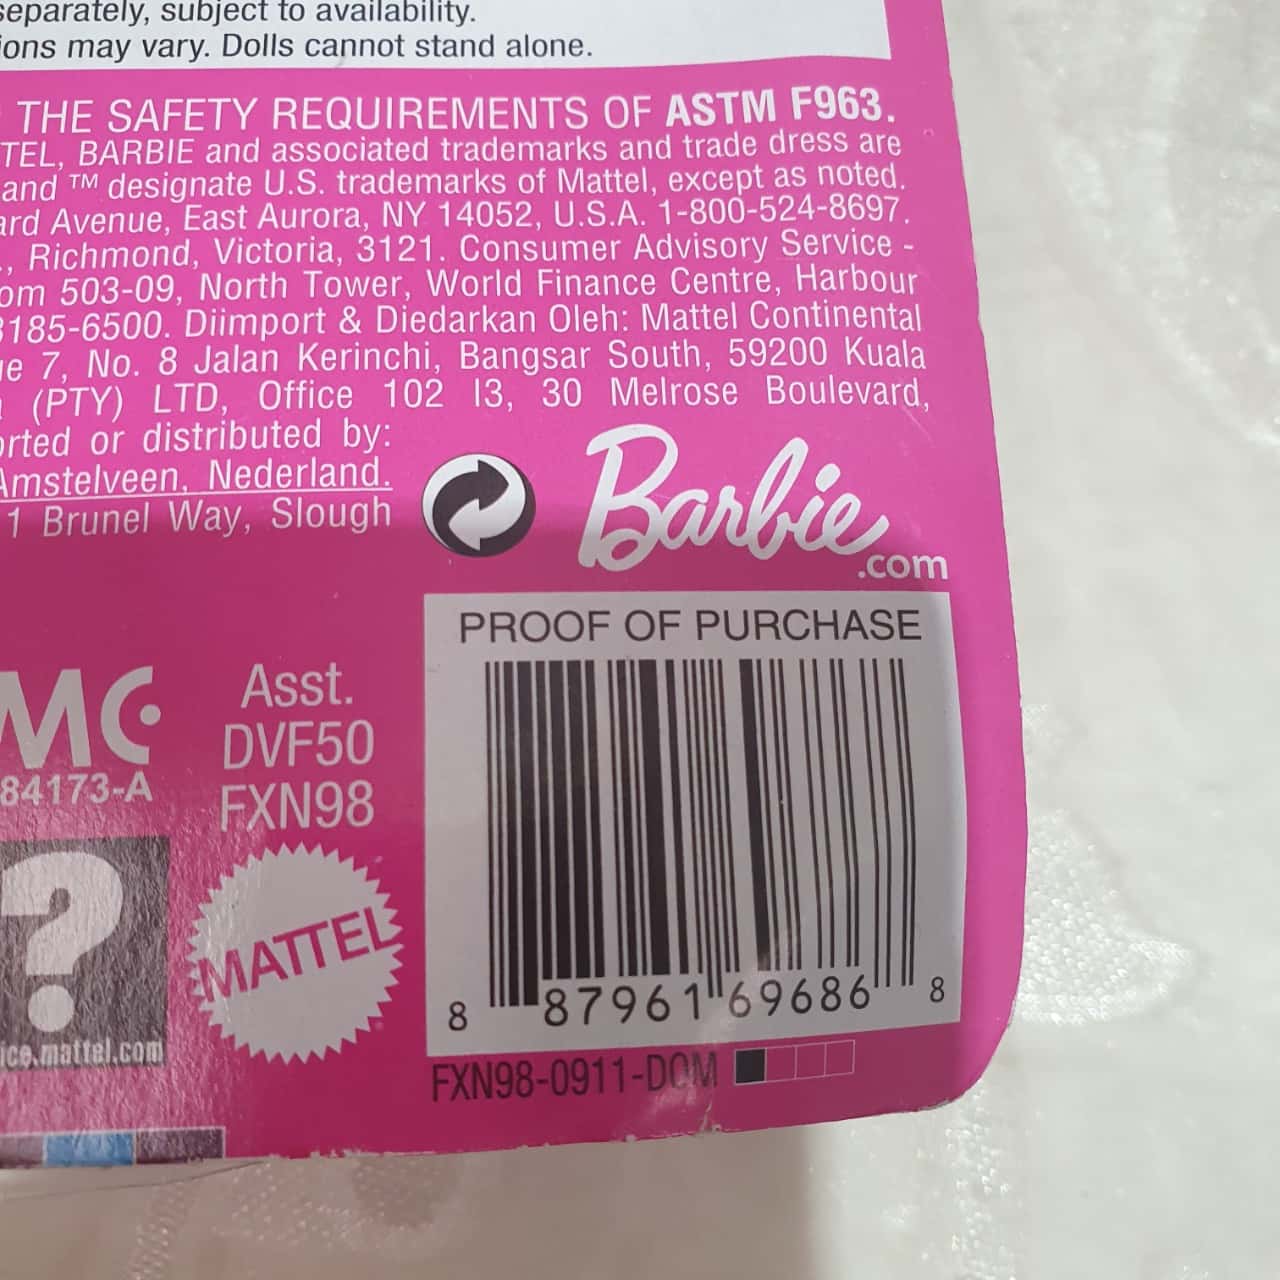 separately, subject to availability.
ions may vary. Dolls cannot stand alone.
THE SAFETY REQUIREMENTS OF ASTM F963.
TEL, BARBIE and associated trademarks and trade dress are
and ™ designate U.S. trademarks of Mattel, except as noted.
ard Avenue, East Aurora, NY 14052, U.S.A. 1-800-524-8697.
., Richmond, Victoria, 3121. Consumer Advisory Service -
om 503-09, North Tower, World Finance Centre, Harbour
3185-6500. Diimport & Diedarkan Oleh: Mattel Continental
ue 7, No. 8 Jalan Kerinchi, Bangsar South, 59200 Kuala
(PTY) LTD, Office 102 I3, 30 Melrose Boulevard,
orted or distributed by:
Amstelveen, Nederland.
1 Brunel Way, Slough
Barbie
.com
PROOF OF PURCHASE
MC
Asst.
DVF50
84173-A
FXN98
?
MATTEL
8 87961 69686 8
ice.mattel.com
FXN98-0911-DOM